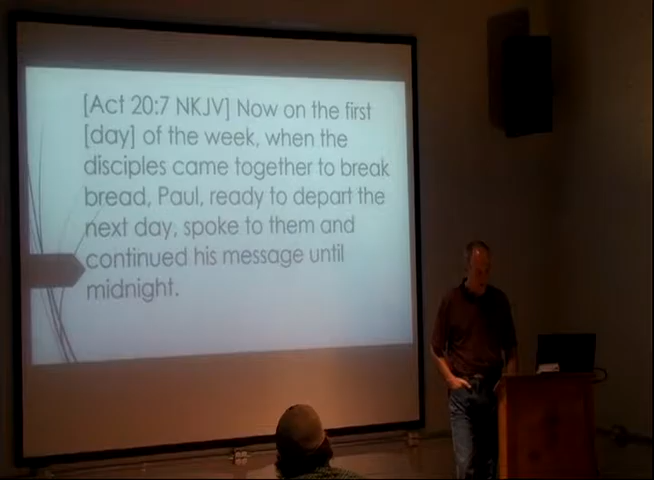 [Act 20:7 NKJV] Now on the first
[day] of the week, when the
disciples came together to break
bread, Paul, ready to depart the
next day, spoke to them and
continued his message until
midnight.